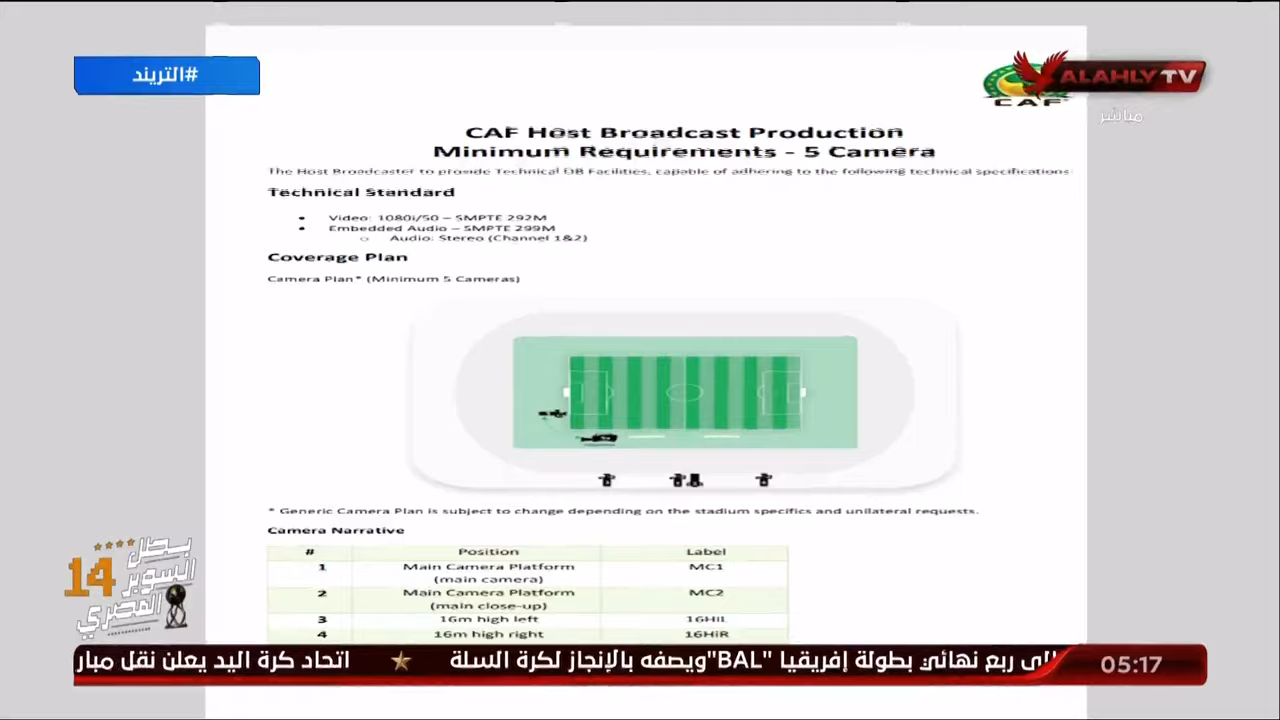 #التريند
ALAHLY TV
CAF
مباشر
CAF Host Broadcast Production
Minimum Requirements - 5 Camera
The Host Broadcaster to provide Technical OB Facilities, capable of adhering to the following technical specifications:
Technical Standard
• Video: 1080i/50 – SMPTE 292M
• Embedded Audio – SMPTE 299M
o Audio: Stereo (Channel 1&2)
Coverage Plan
Camera Plan* (Minimum 5 Cameras)
* Generic Camera Plan is subject to change depending on the stadium specifics and unilateral requests.
Camera Narrative
# Position Label
1 Main Camera Platform (main camera) MC1
2 Main Camera Platform (main close-up) MC2
3 16m high left 16HiL
4 16m high right 16HiR
بطل
السوبر 14
المصري
الى ربع نهائي بطولة إفريقيا "BAL"ويصفه بالإنجاز لكرة السلة ★ اتحاد كرة اليد يعلن نقل مبار
05:17